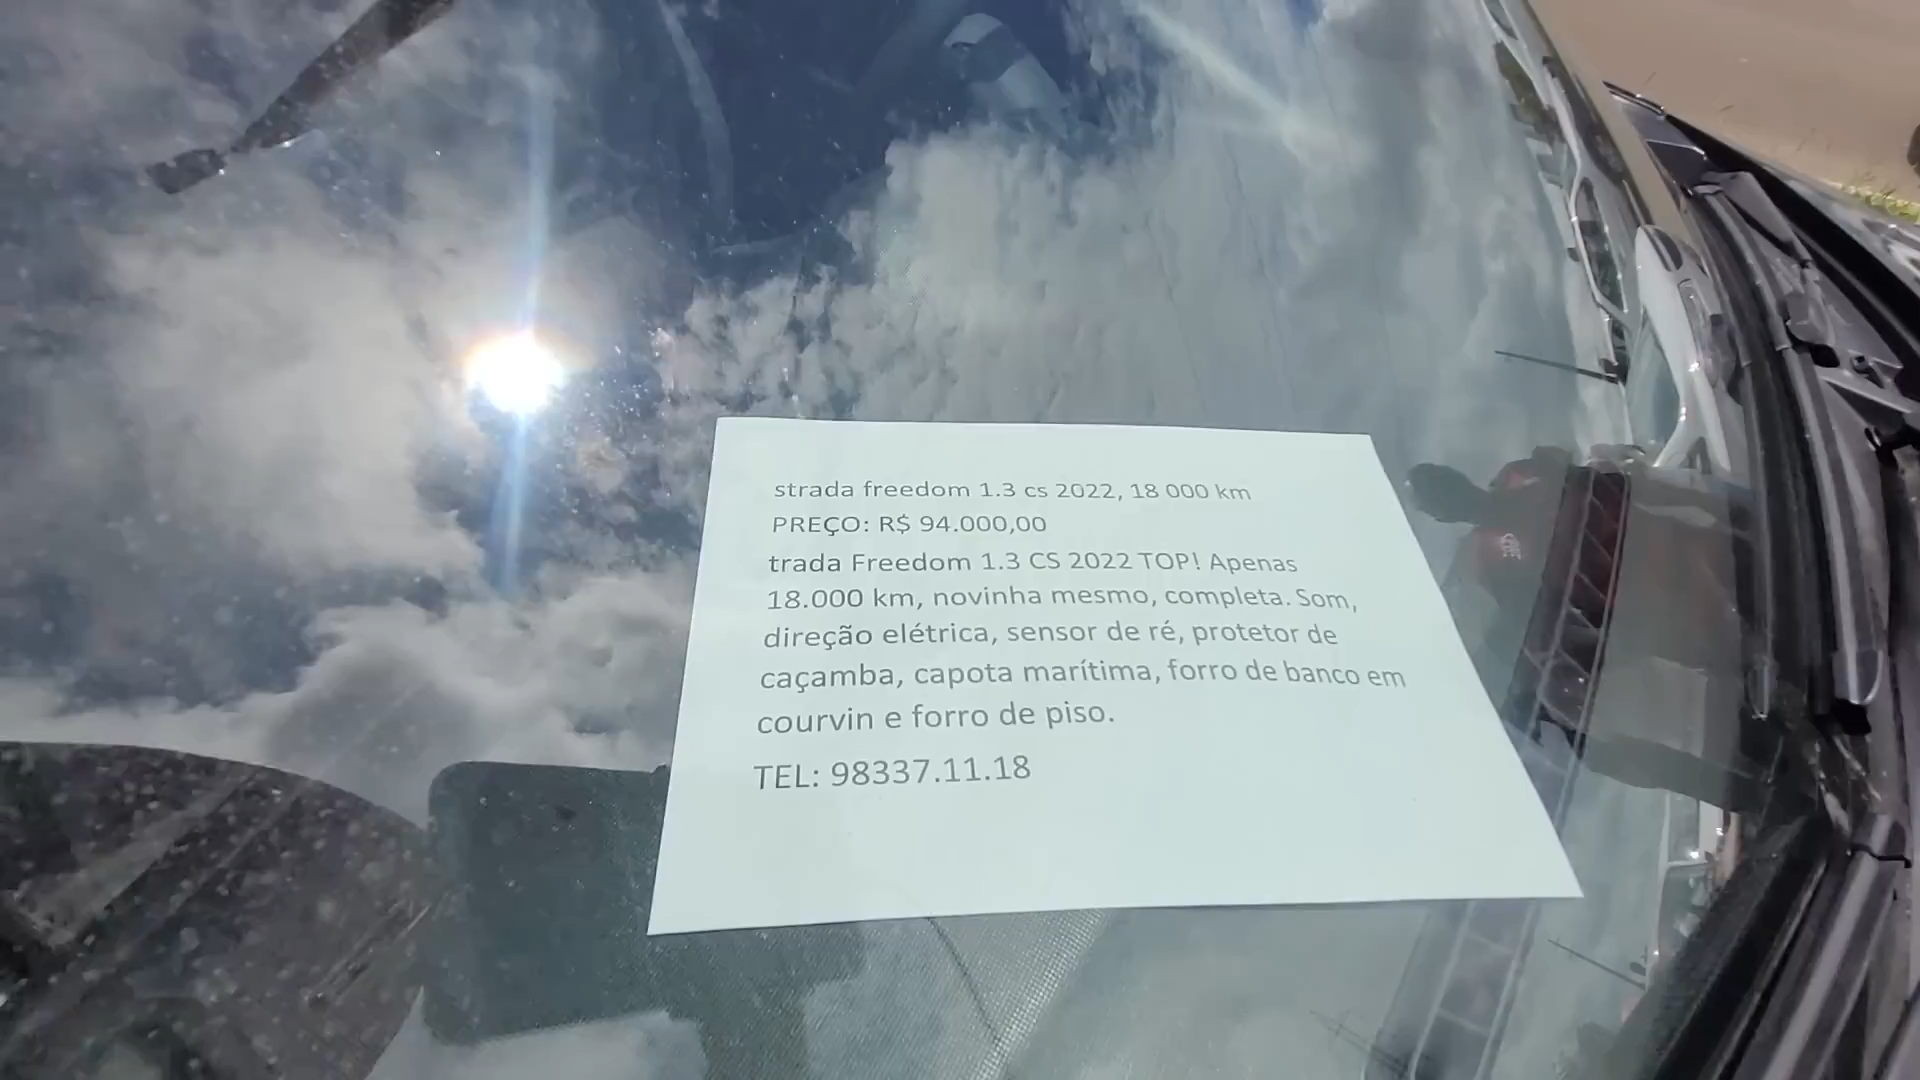 strada freedom 1.3 cs 2022, 18 000 km
PREÇO: R$ 94.000,00
trada Freedom 1.3 CS 2022 TOP! Apenas
18.000 km, novinha mesmo, completa. Som,
direção elétrica, sensor de ré, protetor de
caçamba, capota marítima, forro de banco em
courvin e forro de piso.
TEL: 98337.11.18